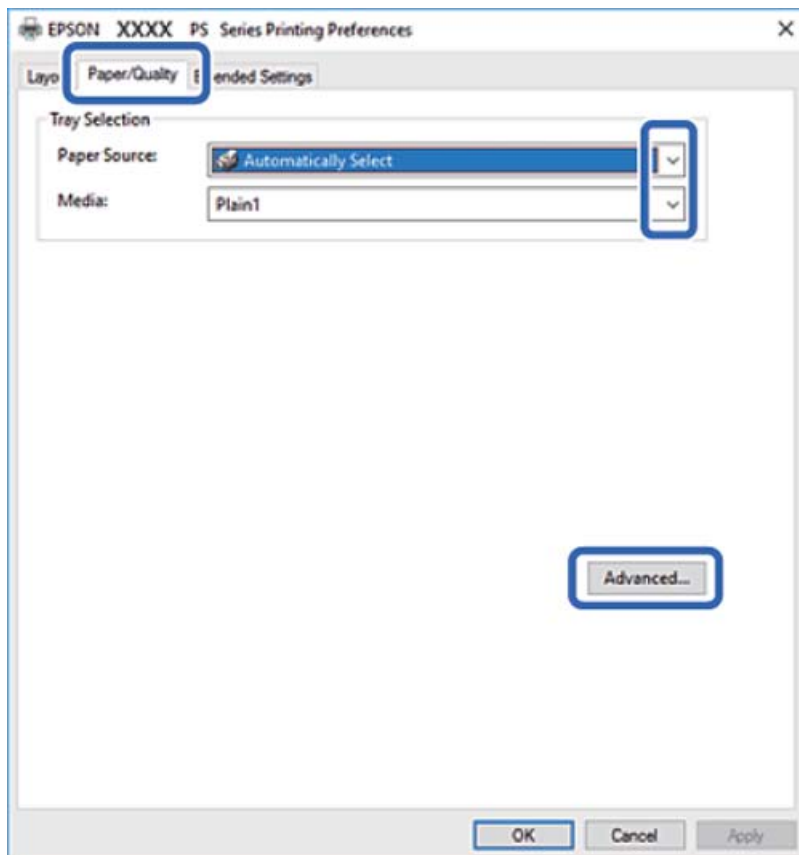 EPSON XXXX PS Series Printing Preferences
Layo Paper/Quality E ended Settings
Tray Selection
Paper Source: Automatically Select
Media: Plain1
Advanced...
OK Cancel Apply